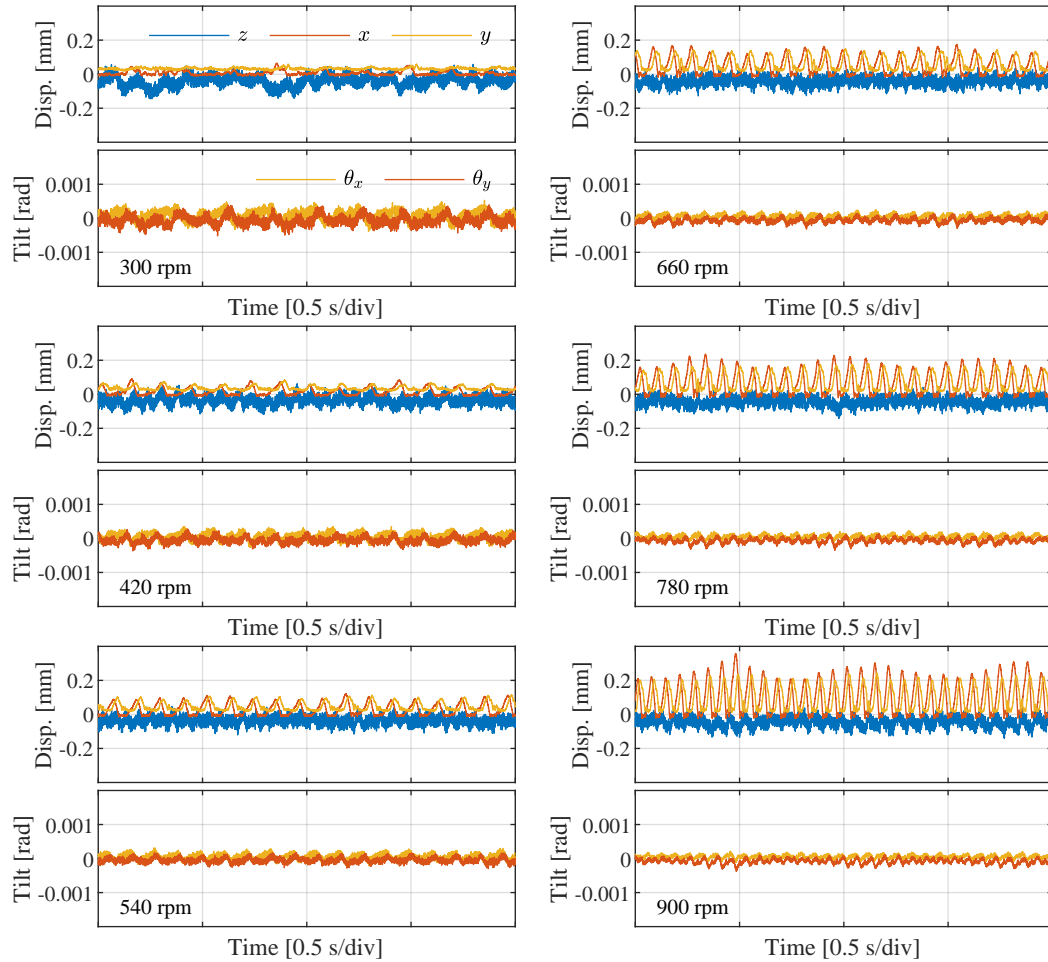 Disp. [mm]
0.2
0
-0.2
z x y
Tilt [rad]
0.001
0
-0.001
θx θy
300 rpm
Time [0.5 s/div]
Disp. [mm]
0.2
0
-0.2
Tilt [rad]
0.001
0
-0.001
660 rpm
Time [0.5 s/div]
Disp. [mm]
0.2
0
-0.2
Tilt [rad]
0.001
0
-0.001
420 rpm
Time [0.5 s/div]
Disp. [mm]
0.2
0
-0.2
Tilt [rad]
0.001
0
-0.001
780 rpm
Time [0.5 s/div]
Disp. [mm]
0.2
0
-0.2
Tilt [rad]
0.001
0
-0.001
540 rpm
Time [0.5 s/div]
Disp. [mm]
0.2
0
-0.2
Tilt [rad]
0.001
0
-0.001
900 rpm
Time [0.5 s/div]